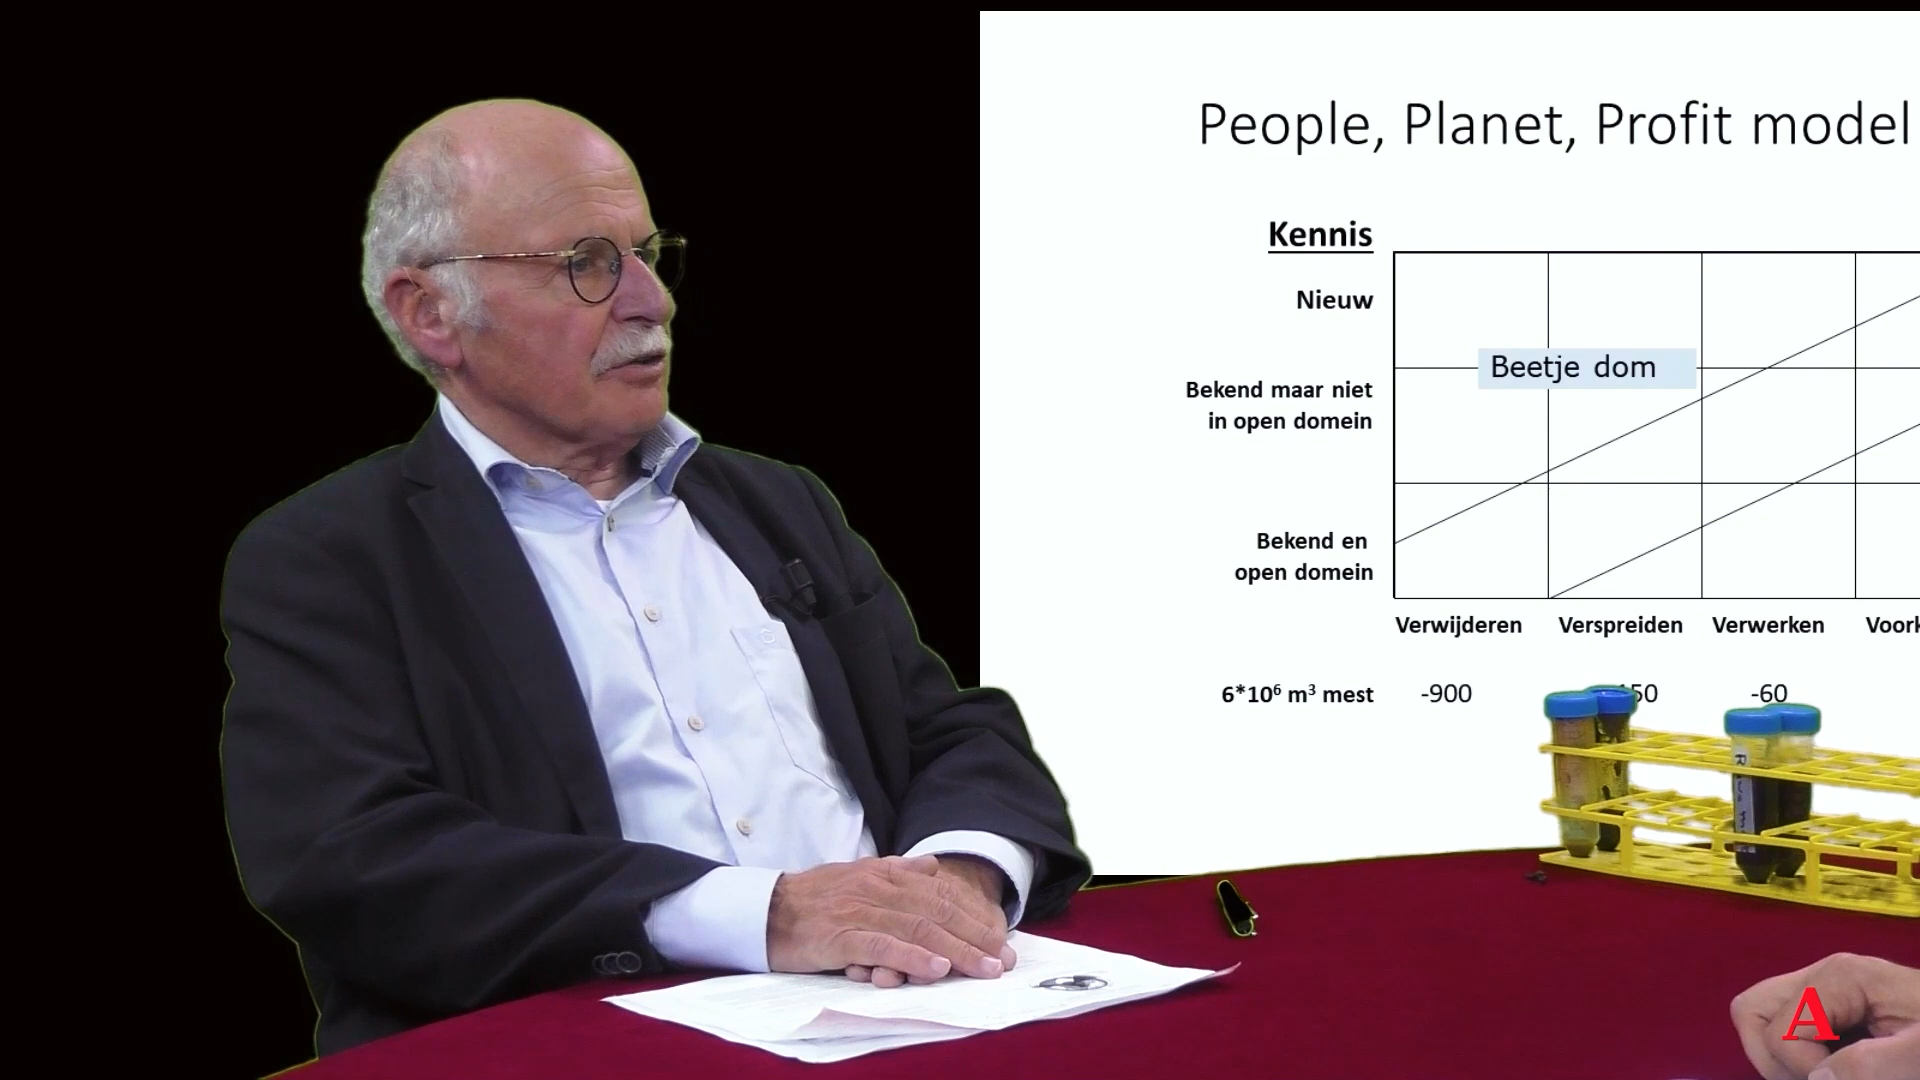 People, Planet, Profit model
Kennis
Nieuw
Beetje dom
Bekend maar niet
in open domein
Bekend en
open domein
Verwijderen Verspreiden Verwerken Voork
6*10⁶ m³ mest -900 50 -60
A